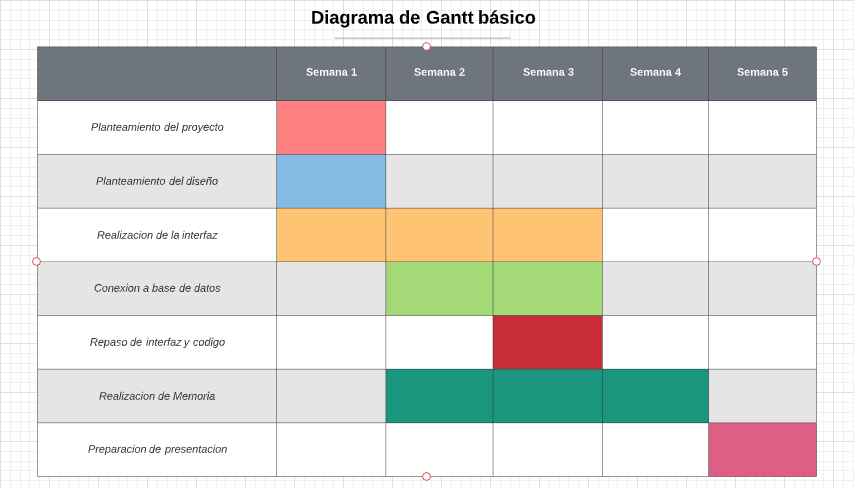 Diagrama de Gantt básico
Semana 1 Semana 2 Semana 3 Semana 4 Semana 5
Planteamiento del proyecto
Planteamiento del diseño
Realizacion de la interfaz
Conexion a base de datos
Repaso de interfaz y codigo
Realizacion de Memoria
Preparacion de presentacion